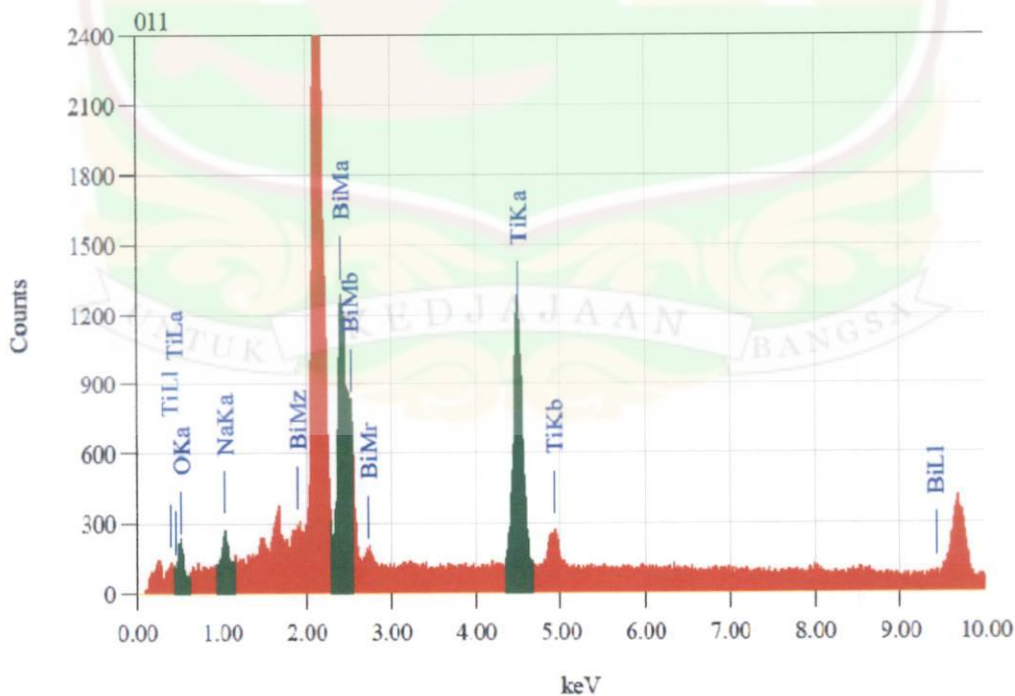 011
2400
2100
1800
1500
1200
900
600
300
0
Counts
TiLl
TiLa
OKa
NaKa
BiMz
BiMa
BiMb
BiMr
TiKa
TiKb
BiLl
UNTUK KEDJAJAAN BANGSA
0.00 1.00 2.00 3.00 4.00 5.00 6.00 7.00 8.00 9.00 10.00
keV